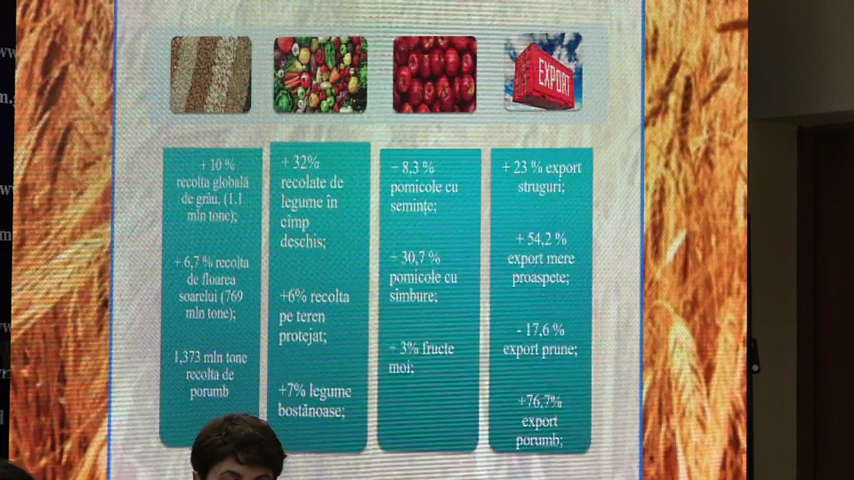 EXPORT
+ 10 %
recolta globală
de grâu, (1,1
mln tone);
+ 6,7 % recolta
de floarea
soarelui (769
mln tone);
1,373 mln tone
recolta de
porumb
+ 32%
recolate de
legume în
cîmp
deschis;
+6% recolta
pe teren
protejat;
+7% legume
bostănoase;
8,3 %
pomicole cu
semințe;
30,7 %
pomicole cu
sîmbure;
+ 3% fructe
moi;
+ 23 % export
struguri;
+ 54,2 %
export mere
proaspete;
- 17,6 %
export prune;
+76,7%
export
porumb;